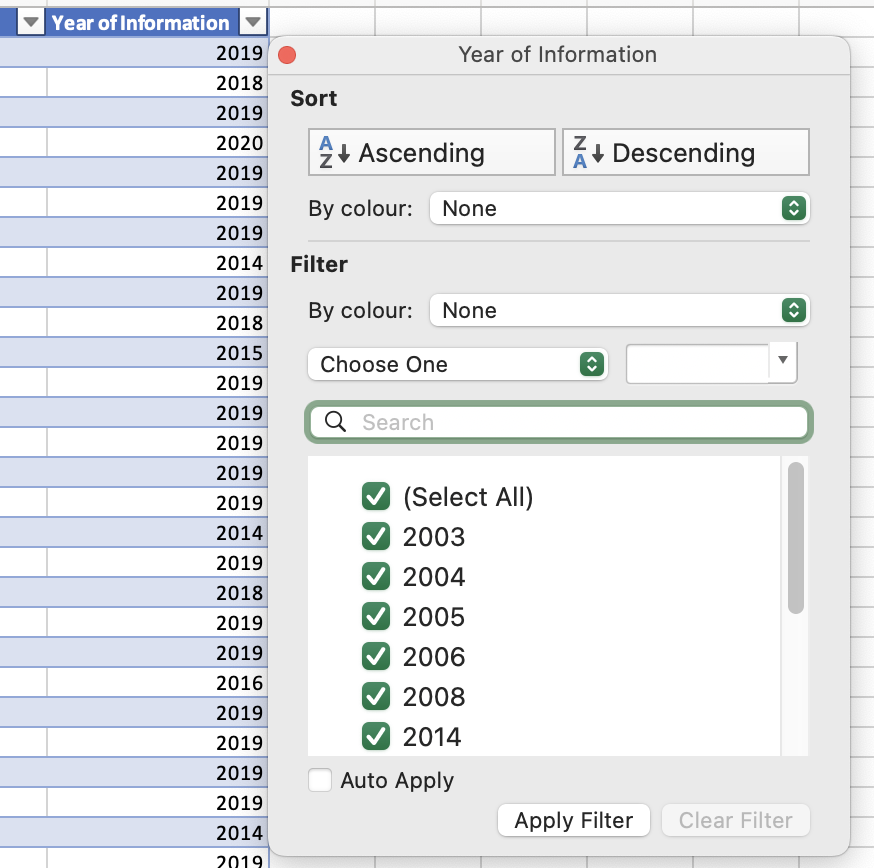 Year of Information
2019
2018
2019
2020
2019
2019
2019
2014
2019
2018
2015
2019
2019
2019
2019
2019
2014
2019
2018
2019
2019
2016
2019
2019
2019
2019
2014
2019
Year of Information
Sort
A Z Ascending
Z A Descending
By colour: None
Filter
By colour: None
Choose One
Search
(Select All)
2003
2004
2005
2006
2008
2014
Auto Apply
Apply Filter Clear Filter